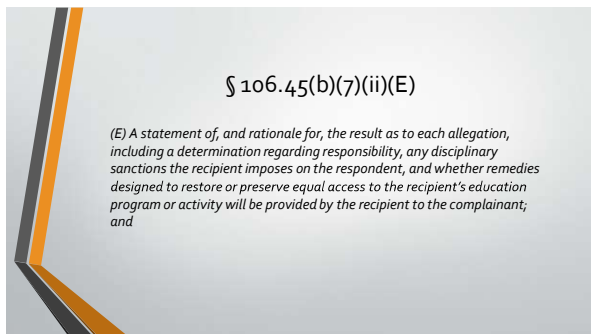 § 106.45(b)(7)(ii)(E)
(E) A statement of, and rationale for, the result as to each allegation,
including a determination regarding responsibility, any disciplinary
sanctions the recipient imposes on the respondent, and whether remedies
designed to restore or preserve equal access to the recipient's education
program or activity will be provided by the recipient to the complainant;
and